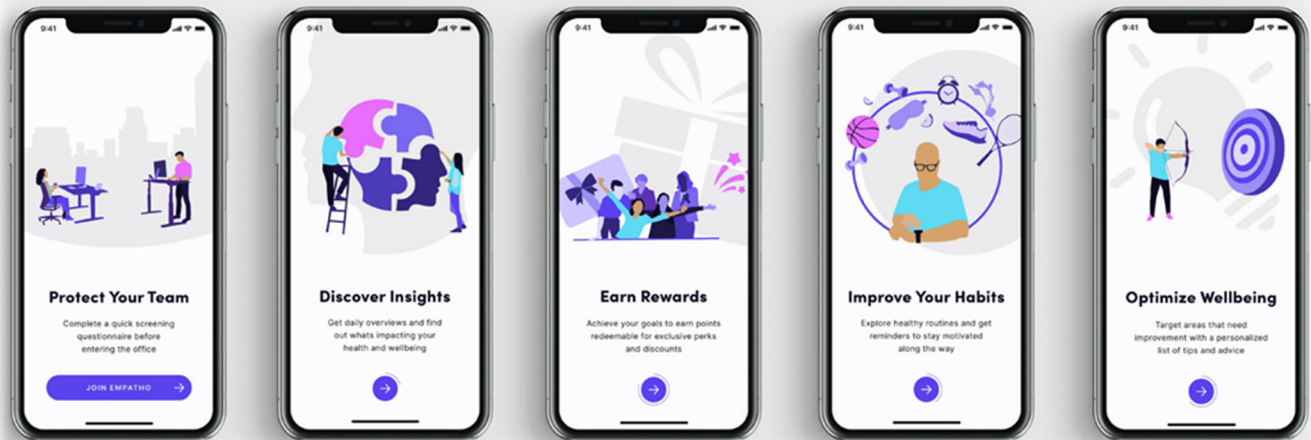 9:41
Protect Your Team
Complete a quick screening
questionnaire before
entering the office
JOIN EMPATHO
9:41
Discover Insights
Get daily overviews and find
out whats impacting your
health and wellbeing
9:41
Earn Rewards
Achieve your goals to earn points
redeemable for exclusive perks
and discounts
9:41
Improve Your Habits
Explore healthy routines and get
reminders to stay motivated
along the way
9:41
Optimize Wellbeing
Target areas that need
improvement with a personalized
list of tips and advice